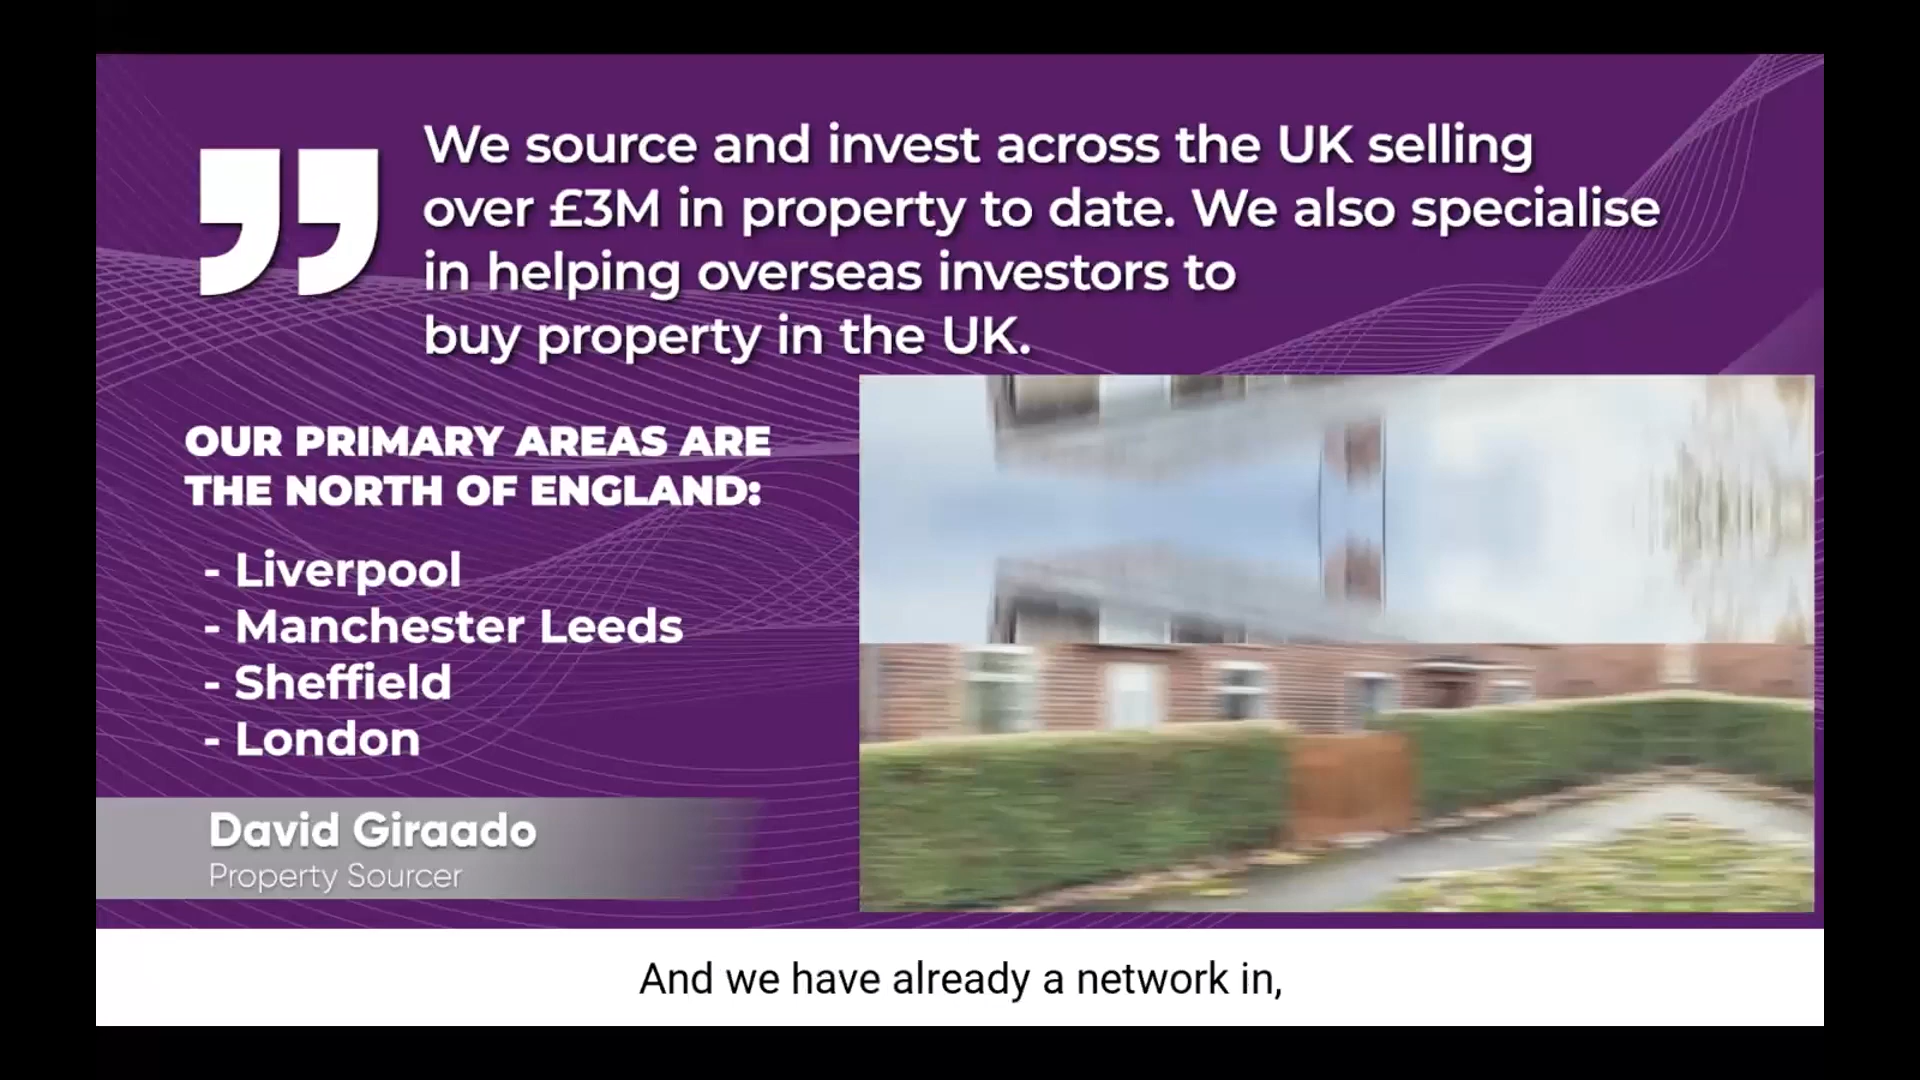 We source and invest across the UK selling
over £3M in property to date. We also specialise
in helping overseas investors to
buy property in the UK.
OUR PRIMARY AREAS ARE
THE NORTH OF ENGLAND:
- Liverpool
- Manchester Leeds
- Sheffield
- London
David Giraado
Property Sourcer
And we have already a network in,